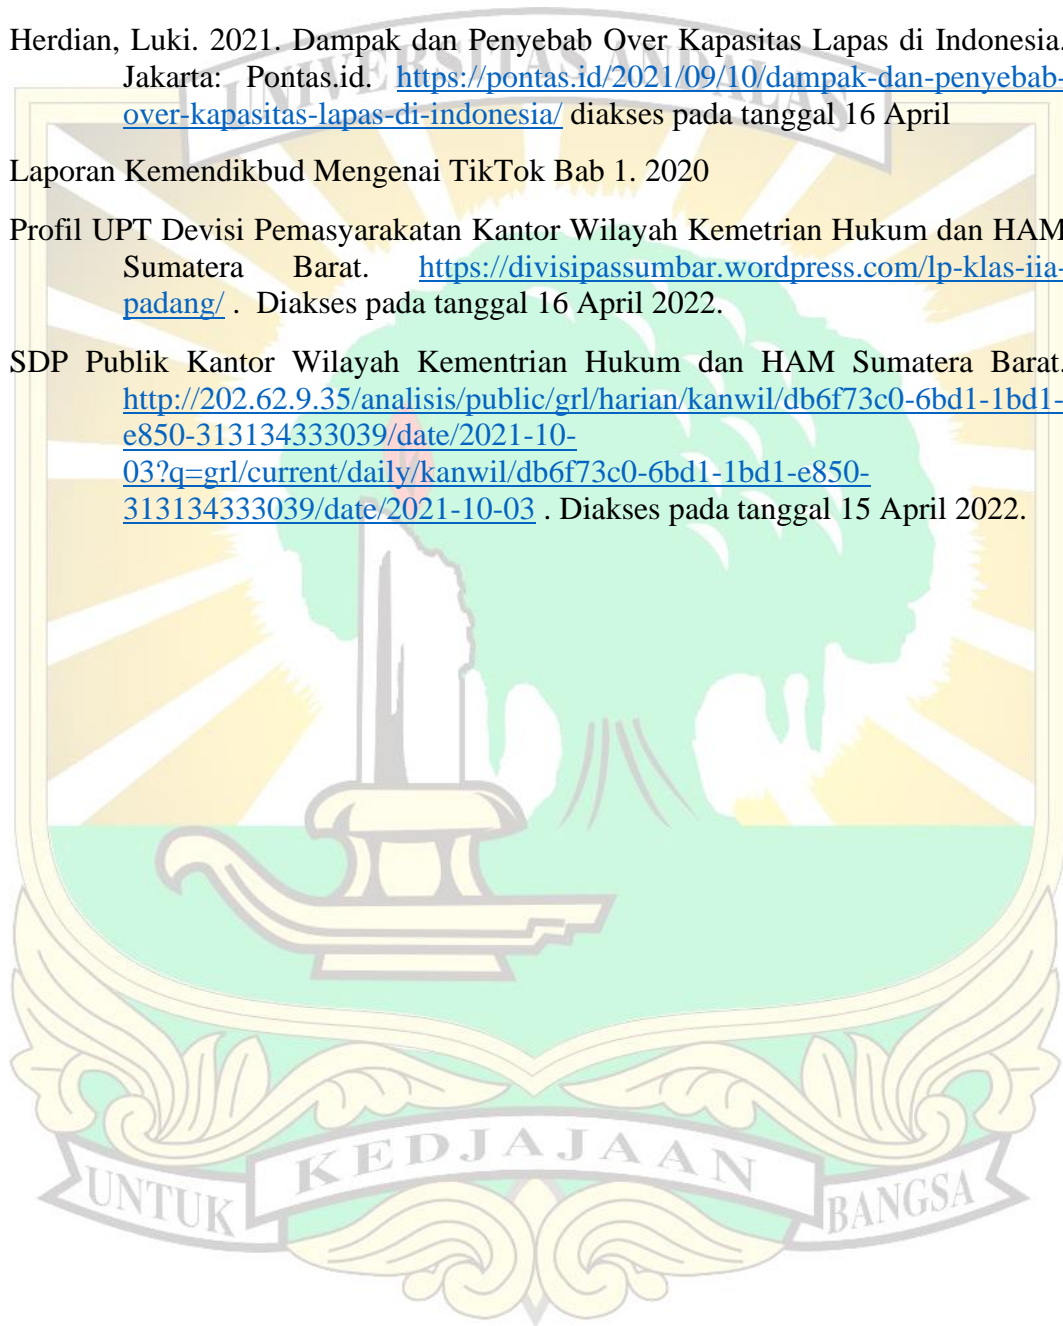 Herdian, Luki. 2021. Dampak dan Penyebab Over Kapasitas Lapas di Indonesia.
Jakarta: Pontas.id. https://pontas.id/2021/09/10/dampak-dan-penyebab-
over-kapasitas-lapas-di-indonesia/ diakses pada tanggal 16 April
UNIVERSITAS ANDALAS
Laporan Kemendikbud Mengenai TikTok Bab 1. 2020
Profil UPT Devisi Pemasyarakatan Kantor Wilayah Kemetrian Hukum dan HAM
Sumatera Barat. https://divisipassumbar.wordpress.com/lp-klas-iia-
padang/ . Diakses pada tanggal 16 April 2022.
SDP Publik Kantor Wilayah Kementrian Hukum dan HAM Sumatera Barat.
http://202.62.9.35/analisis/public/grl/harian/kanwil/db6f73c0-6bd1-1bd1-
e850-313134333039/date/2021-10-
03?q=grl/current/daily/kanwil/db6f73c0-6bd1-1bd1-e850-
313134333039/date/2021-10-03 . Diakses pada tanggal 15 April 2022.
UNTUK KEDJAJAAN BANGSA